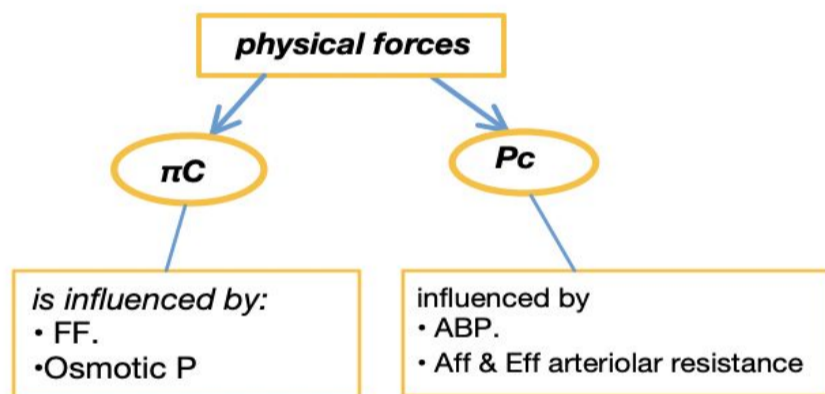 physical forces
πC
Pc
is influenced by:
• FF.
•Osmotic P
influenced by
• ABP.
• Aff & Eff arteriolar resistance